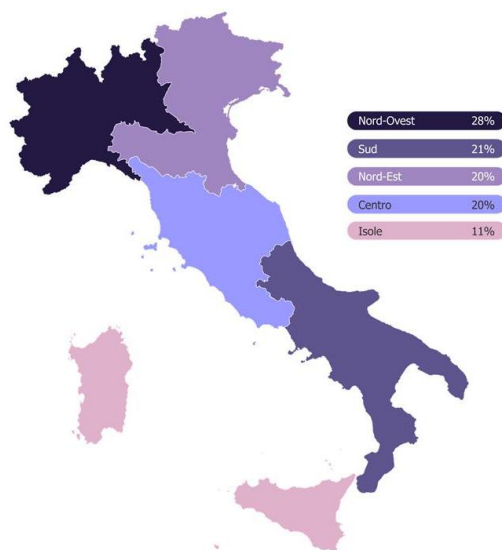 Nord-Ovest 28%
Sud 21%
Nord-Est 20%
Centro 20%
Isole 11%